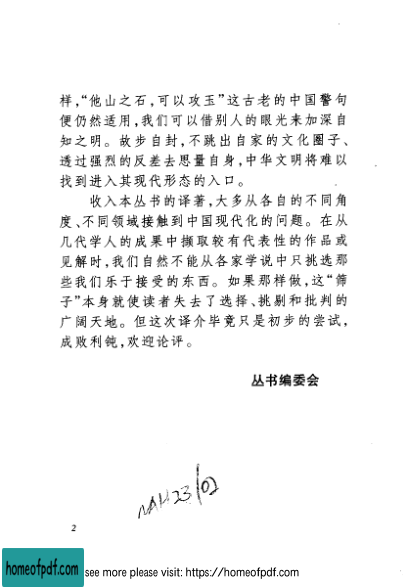 样，“他山之石，可以攻玉”这古老的中国警句
便仍然适用，我们可以借别人的眼光来加深自
知之明。故步自封，不跳出自家的文化圈子、
透过强烈的反差去思量自身，中华文明将难以
找到进入其现代形态的入口。
收入本丛书的译著，大多从各自的不同角
度、不同领域接触到中国现代化的问题。在从
几代学人的成果中撷取较有代表性的作品或
见解时，我们自然不能从各家学说中只挑选那
些我们乐于接受的东西。如果那样做，这“筛
子”本身就使读者失去了选择、挑剔和批判的
广阔天地。但这次译介毕竟只是初步的尝试，
成败利钝，欢迎论评。
丛书编委会
2
homeofpdf.com
see more please visit: https://homeofpdf.com